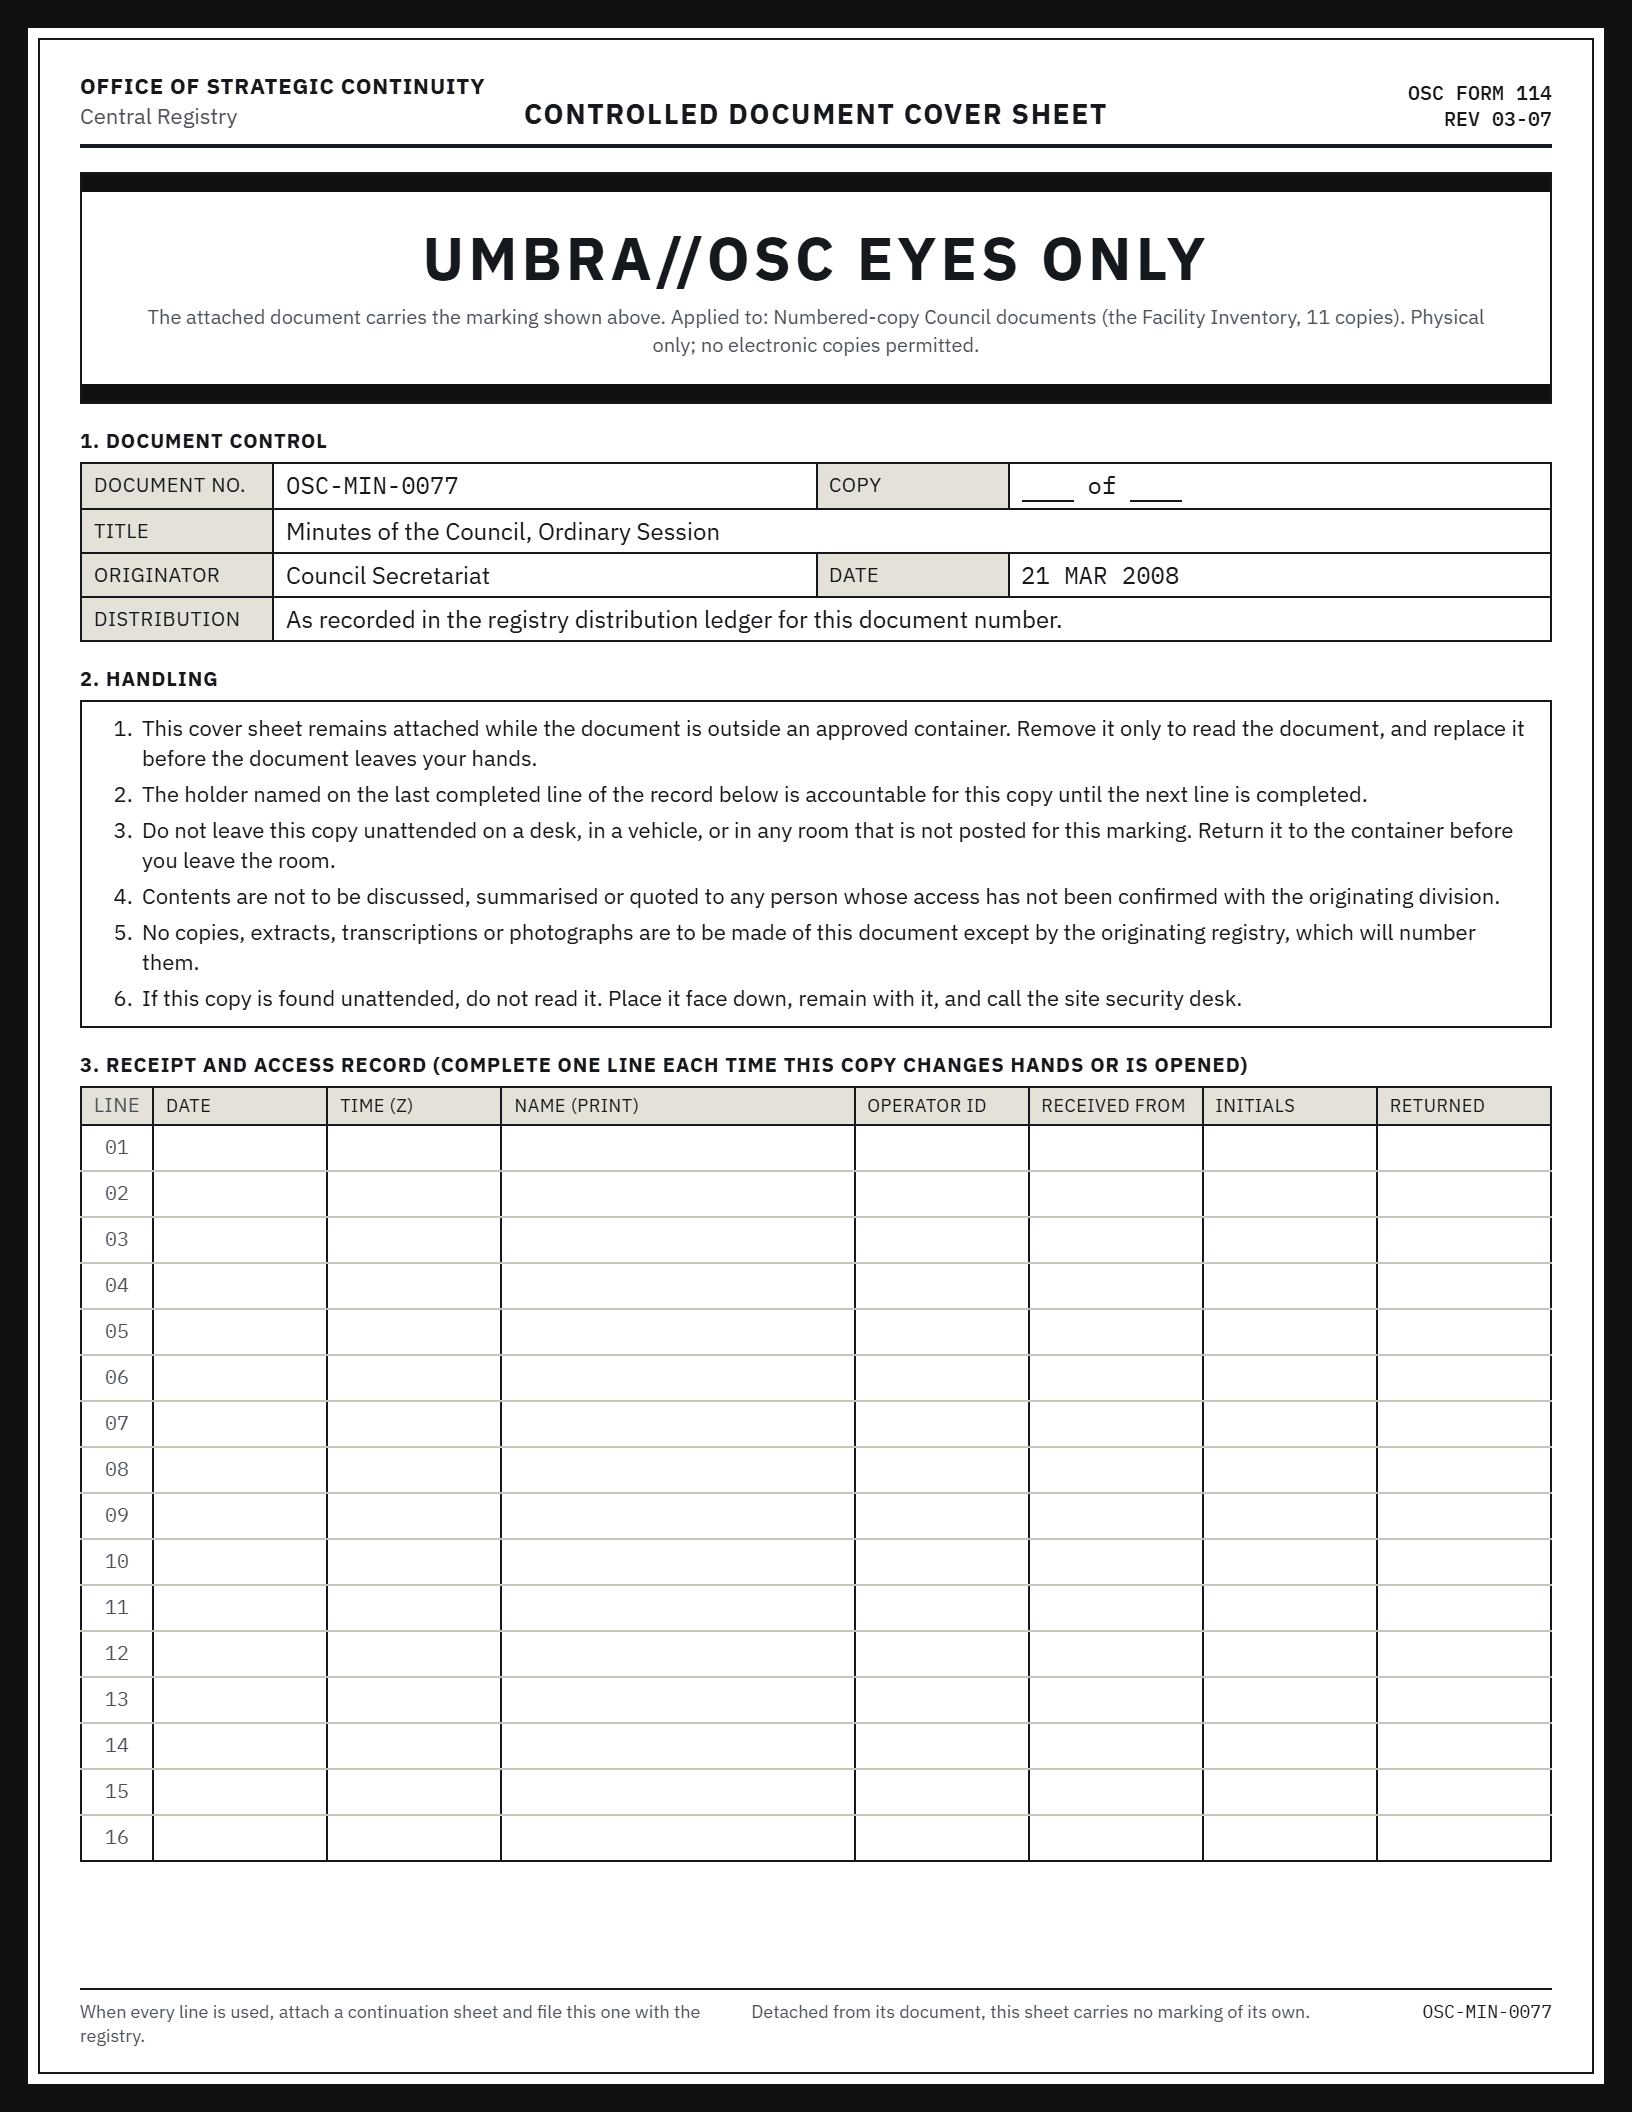 OFFICE OF STRATEGIC CONTINUITY
Central Registry
CONTROLLED DOCUMENT COVER SHEET
OSC FORM 114
REV 03-07
UMBRA//OSC EYES ONLY
The attached document carries the marking shown above. Applied to: Numbered-copy Council documents (the Facility Inventory, 11 copies). Physical
only; no electronic copies permitted.
1. DOCUMENT CONTROL
DOCUMENT NO. OSC-MIN-0077 COPY ____ of ____
TITLE Minutes of the Council, Ordinary Session
ORIGINATOR Council Secretariat DATE 21 MAR 2008
DISTRIBUTION As recorded in the registry distribution ledger for this document number.
2. HANDLING
1. This cover sheet remains attached while the document is outside an approved container. Remove it only to read the document, and replace it
before the document leaves your hands.
2. The holder named on the last completed line of the record below is accountable for this copy until the next line is completed.
3. Do not leave this copy unattended on a desk, in a vehicle, or in any room that is not posted for this marking. Return it to the container before
you leave the room.
4. Contents are not to be discussed, summarised or quoted to any person whose access has not been confirmed with the originating division.
5. No copies, extracts, transcriptions or photographs are to be made of this document except by the originating registry, which will number
them.
6. If this copy is found unattended, do not read it. Place it face down, remain with it, and call the site security desk.
3. RECEIPT AND ACCESS RECORD (COMPLETE ONE LINE EACH TIME THIS COPY CHANGES HANDS OR IS OPENED)
LINE DATE TIME (Z) NAME (PRINT) OPERATOR ID RECEIVED FROM INITIALS RETURNED
01
02
03
04
05
06
07
08
09
10
11
12
13
14
15
16
When every line is used, attach a continuation sheet and file this one with the
registry.
Detached from its document, this sheet carries no marking of its own.
OSC-MIN-0077